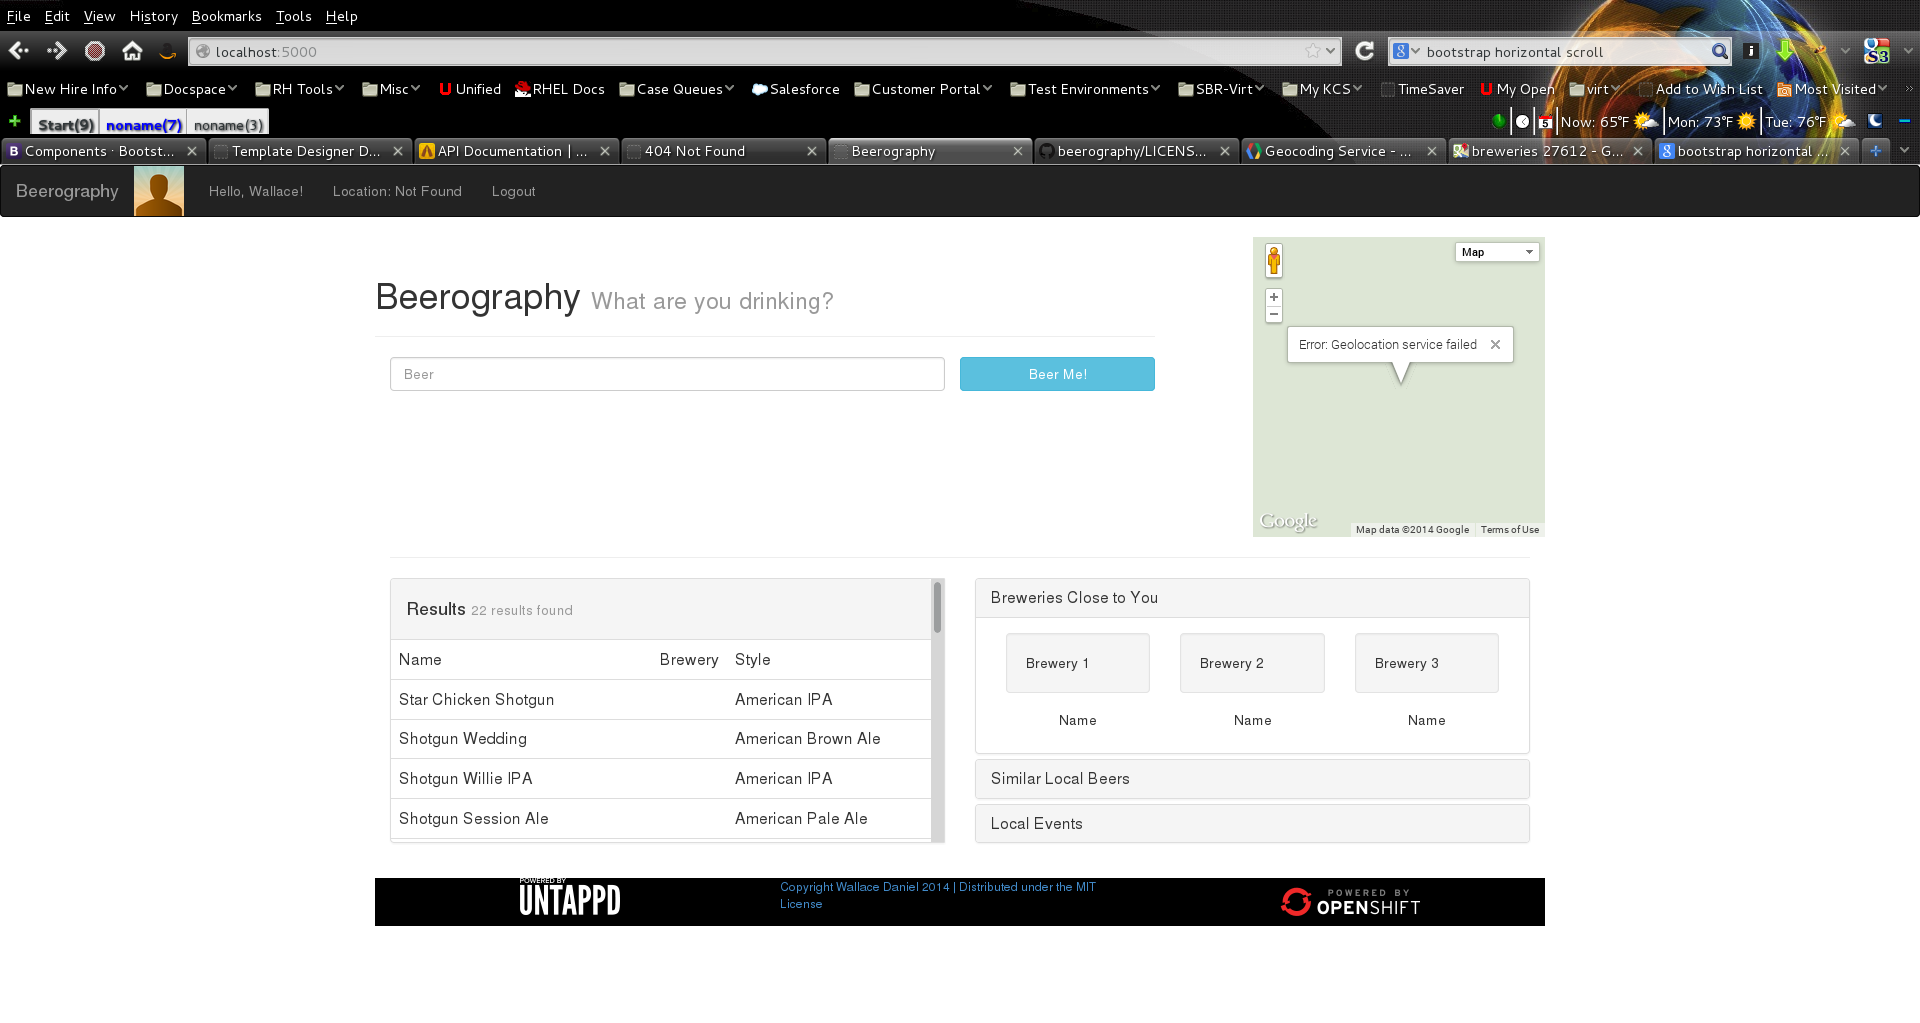 File Edit View History Bookmarks Tools Help
localhost:5000
bootstrap horizontal scroll
New Hire Info Docspace RH Tools Misc Unified RHEL Docs Case Queues Salesforce Customer Portal Test Environments SBR-Virt My KCS TimeSaver My Open virt Add to Wish List Most Visited
Start(9) noname(7) noname(3)
5 Now: 65°F Mon: 73°F Tue: 76°F
Components · Bootst... Template Designer D... API Documentation | ... 404 Not Found Beerography beerography/LICENS... Geocoding Service - ... breweries 27612 - G... bootstrap horizontal ...
Beerography Hello, Wallace! Location: Not Found Logout
Map
Beerography What are you drinking?
Error: Geolocation service failed
Beer Beer Me!
Google Map data ©2014 Google Terms of Use
Results 22 results found
Name Brewery Style
Star Chicken Shotgun American IPA
Shotgun Wedding American Brown Ale
Shotgun Willie IPA American IPA
Shotgun Session Ale American Pale Ale
Breweries Close to You
Brewery 1 Brewery 2 Brewery 3
Name Name Name
Similar Local Beers
Local Events
POWERED BY
UNTAPPD
Copyright Wallace Daniel 2014 | Distributed under the MIT
License
POWERED BY
OPENSHIFT